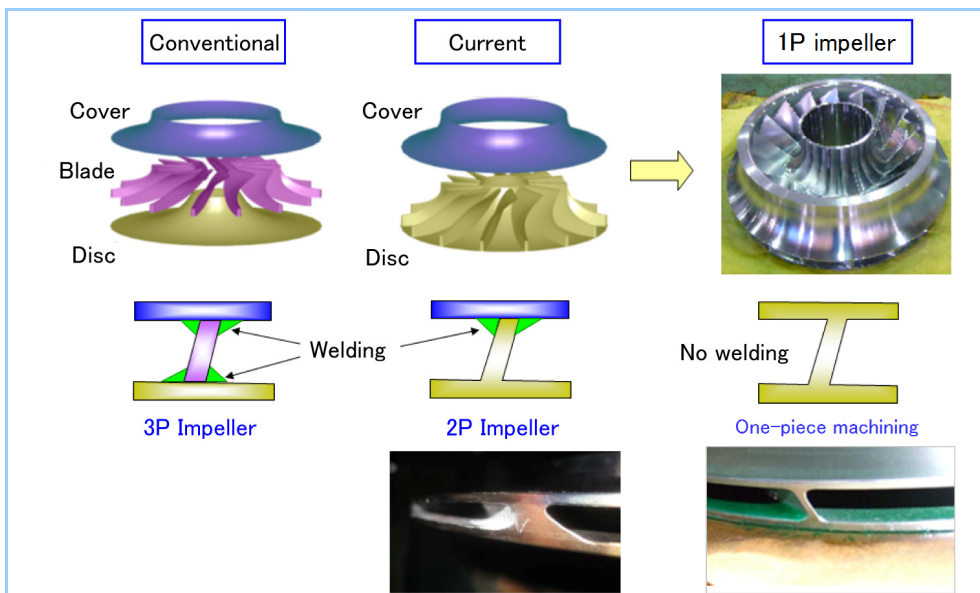 Conventional
Current
1P impeller
Cover
Blade
Disc
Cover
Disc
Welding
No welding
3P Impeller
2P Impeller
One-piece machining